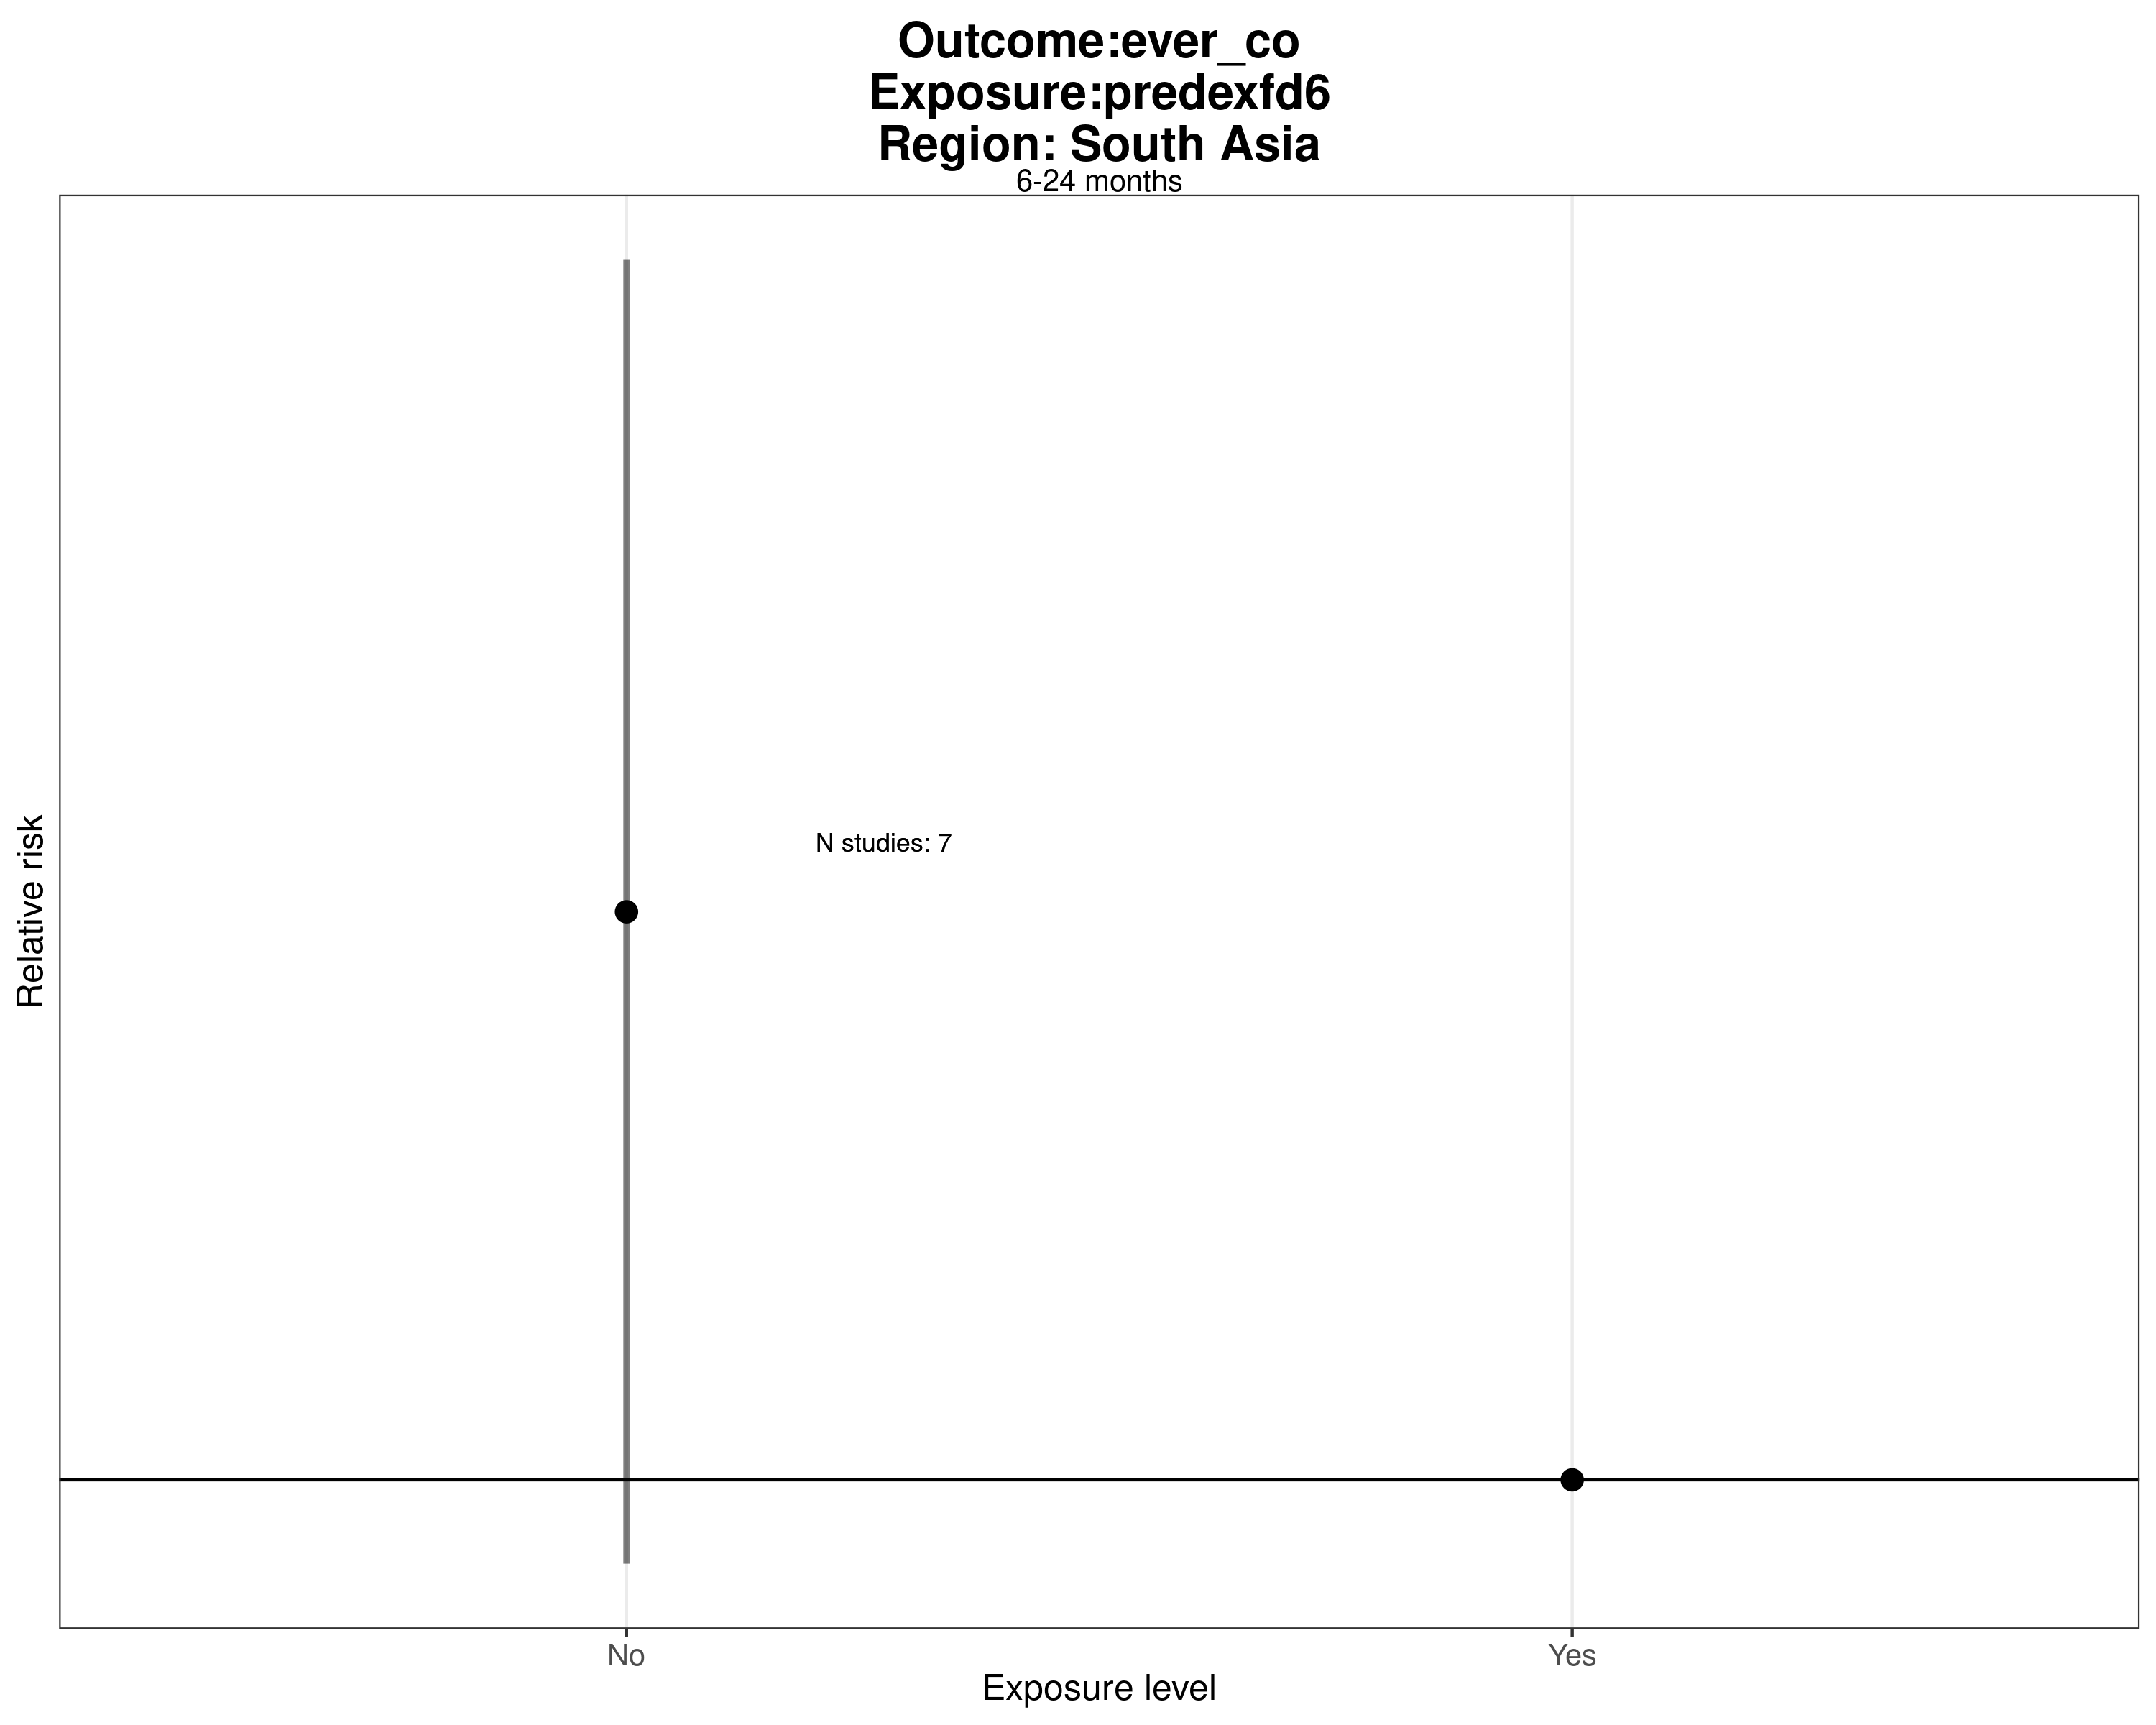 Outcome:ever_co
Exposure:predexfd6
Region: South Asia
6-24 months
Relative risk
N studies: 7
No
Yes
Exposure level